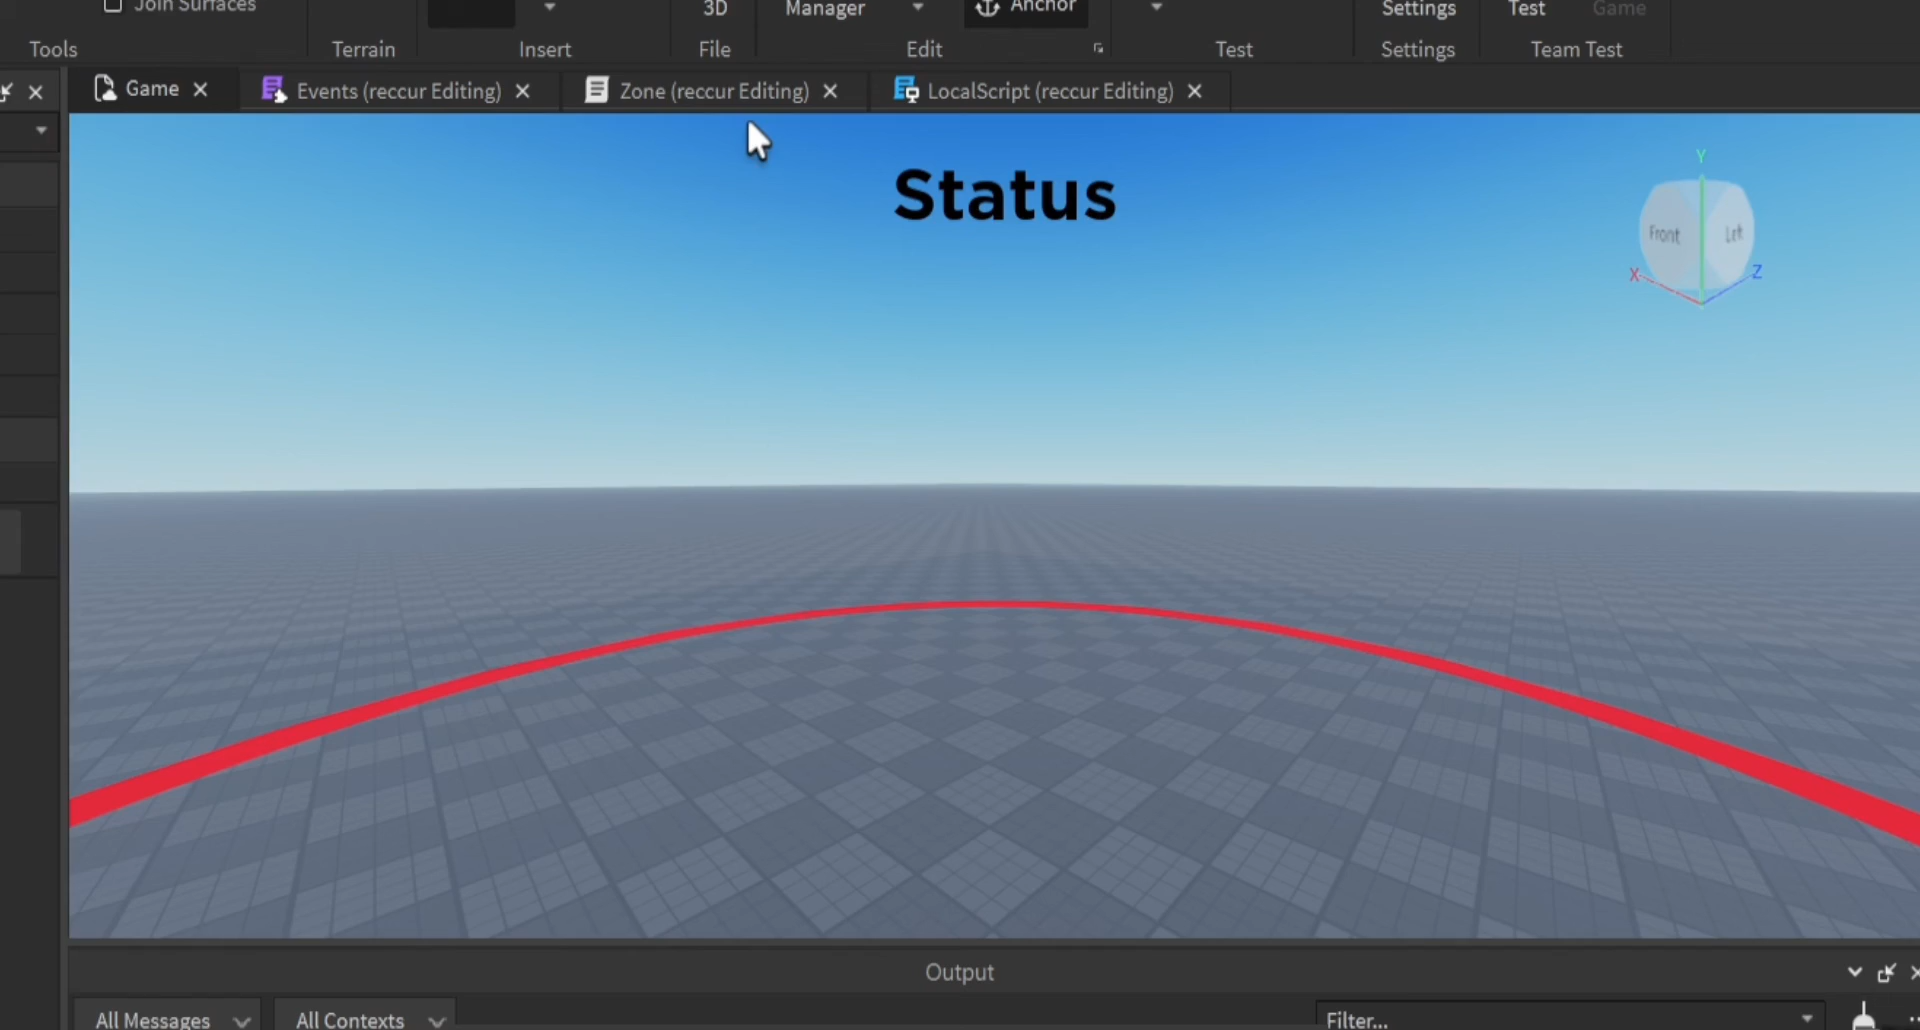 Join Surfaces
3D
Manager
Anchor
Settings
Test
Game
Tools
Terrain
Insert
File
Edit
Test
Settings
Team Test
Game
Events (reccur Editing)
Zone (reccur Editing)
LocalScript (reccur Editing)
Status
Y
Front
Left
X
Z
Output
All Messages
All Contexts
Filter...